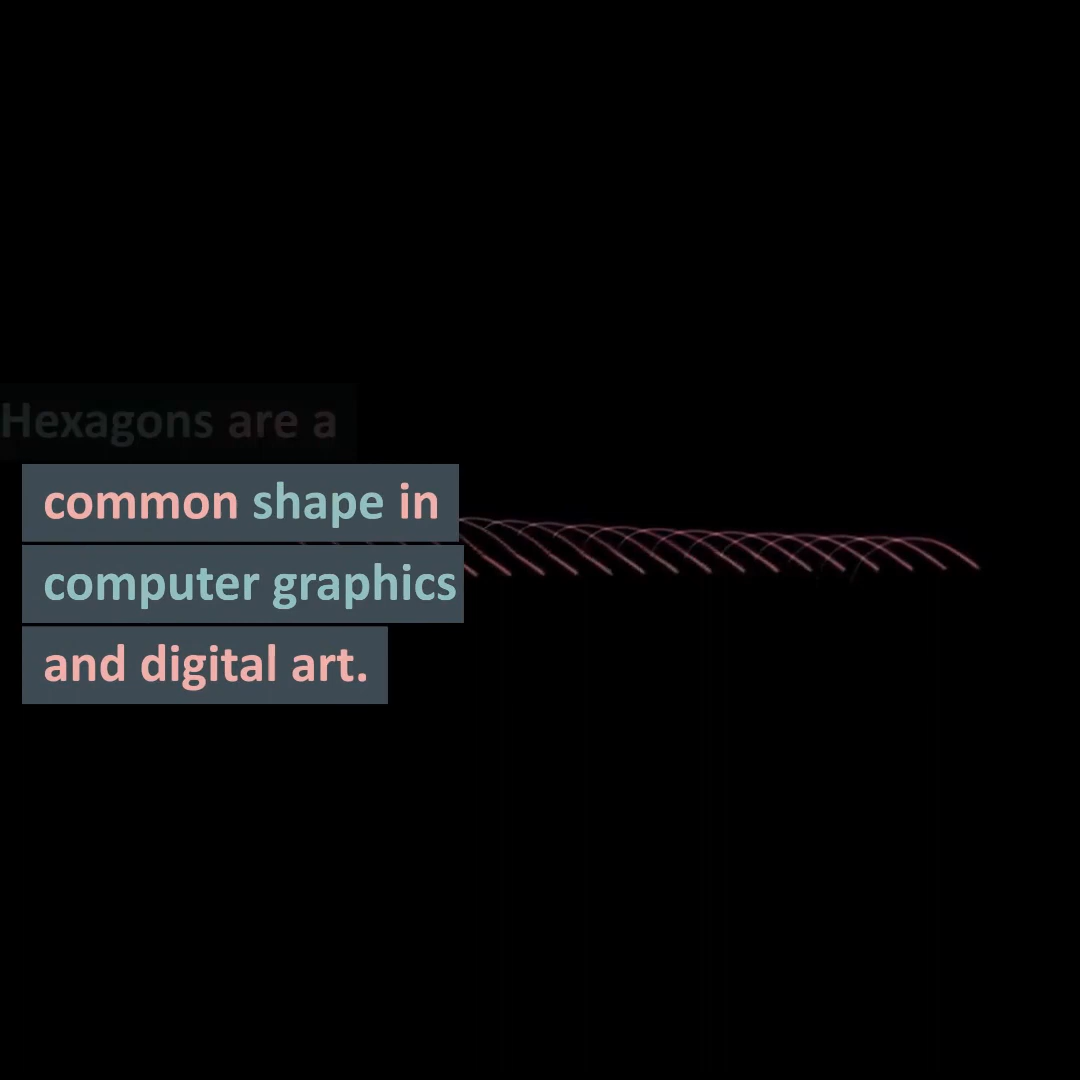 Hexagons are a
common shape in
computer graphics
and digital art.